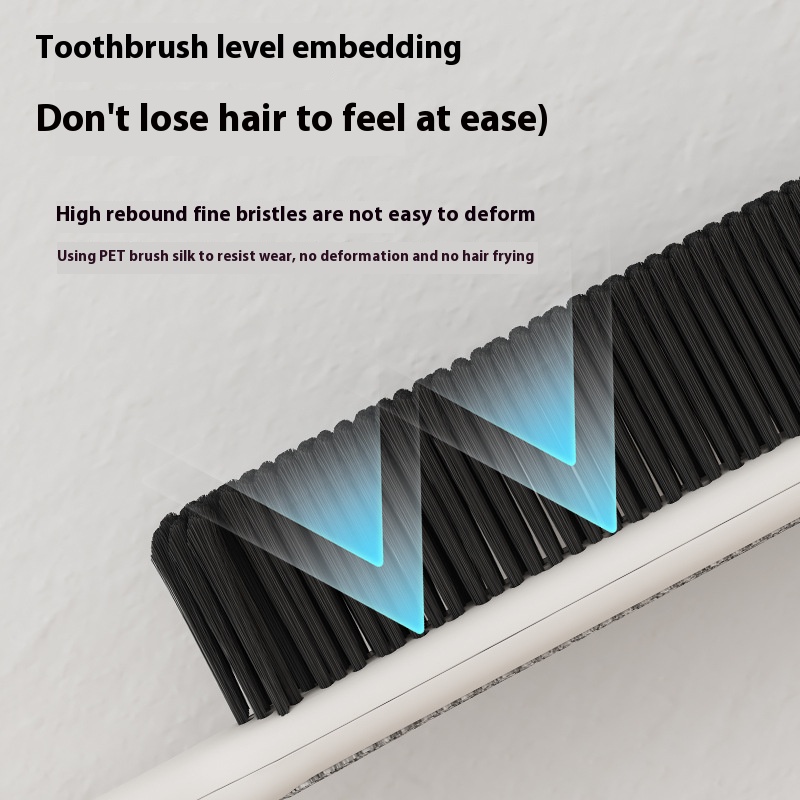 Toothbrush level embedding
Don't lose hair to feel at ease)
High rebound fine bristles are not easy to deform
Using PET brush silk to resist wear, no deformation and no hair frying